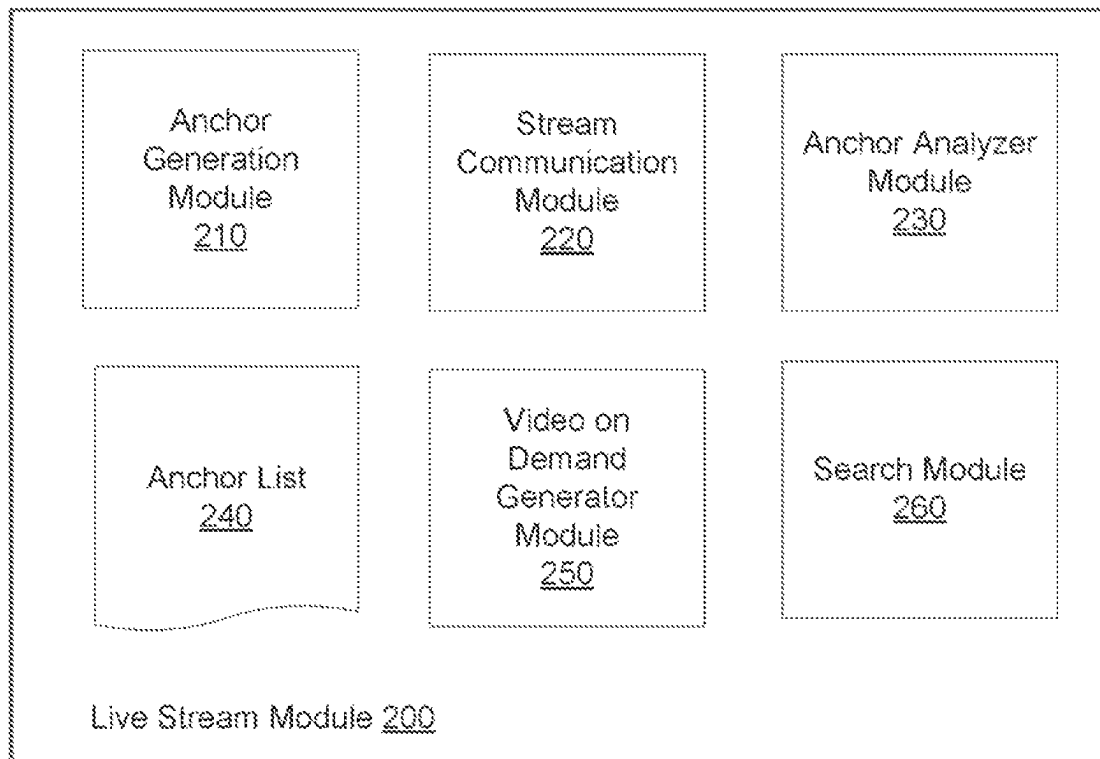 Anchor
Generation
Module
210
Stream
Communication
Module
220
Anchor Analyzer
Module
230
Anchor List
240
Video on
Demand
Generator
Module
250
Search Module
260
Live Stream Module 200